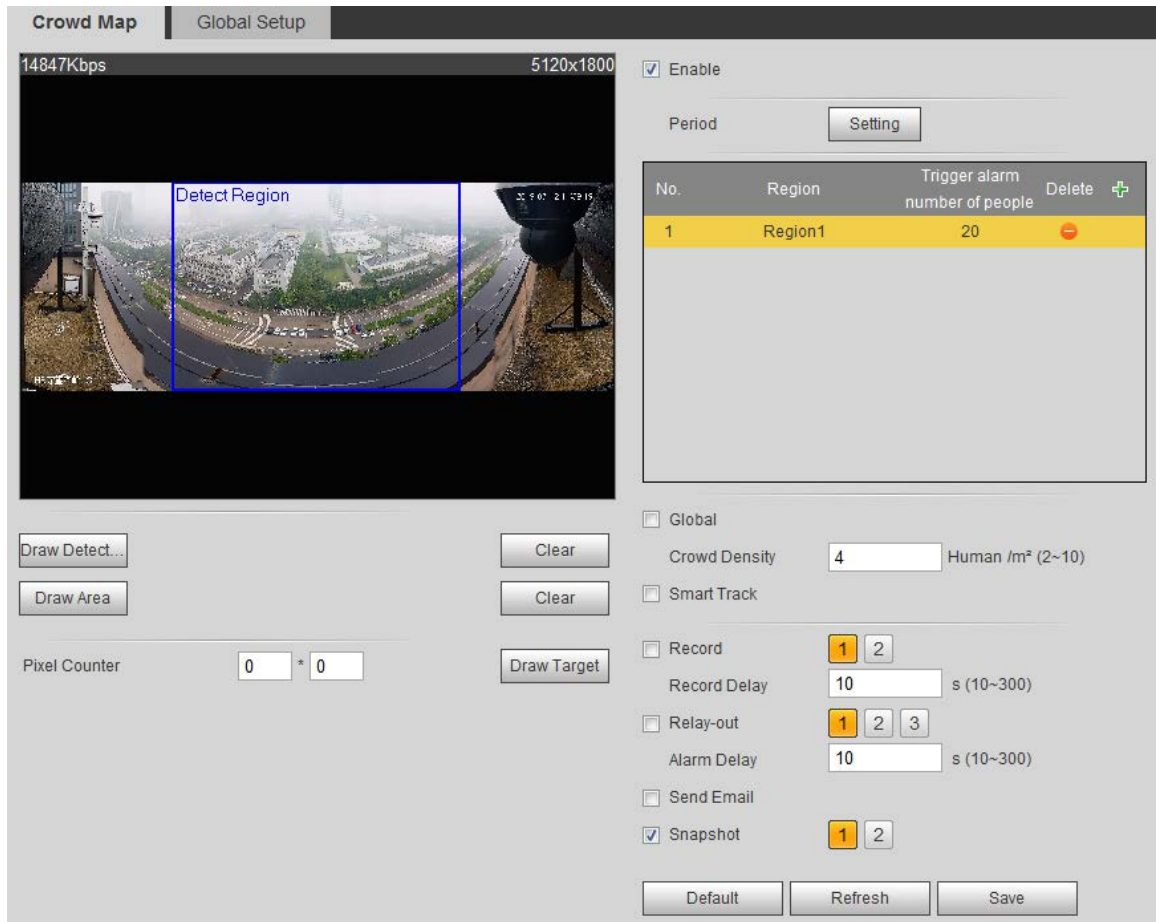 Crowd Map Global Setup
14847Kbps 5120x1800
Detect Region
Draw Detect... Clear
Draw Area Clear
Pixel Counter 0 * 0 Draw Target
Enable
Period Setting
No. Region Trigger alarm number of people Delete
1 Region1 20
Global
Crowd Density 4 Human /m² (2~10)
Smart Track
Record 1 2
Record Delay 10 s (10~300)
Relay-out 1 2 3
Alarm Delay 10 s (10~300)
Send Email
Snapshot 1 2
Default Refresh Save